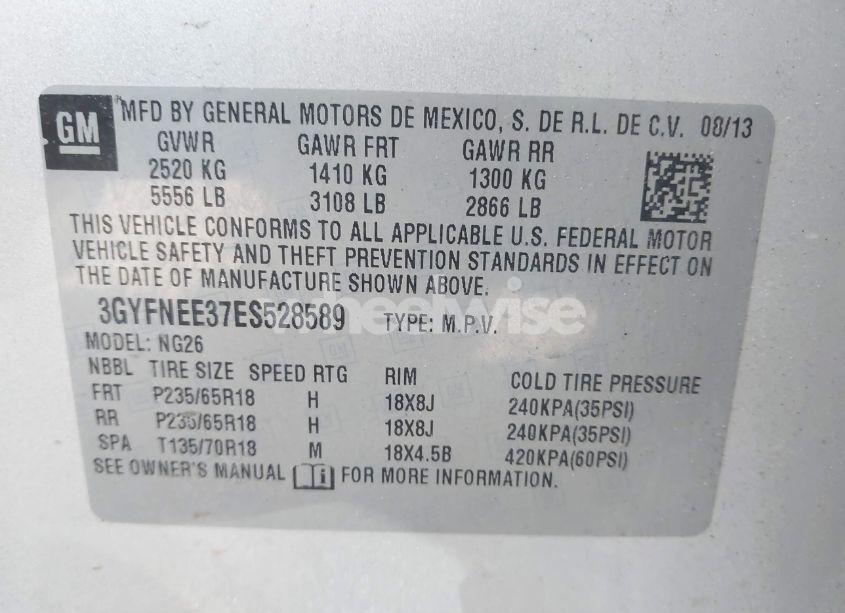 GM
MFD BY GENERAL MOTORS DE MEXICO, S. DE R.L. DE C.V. 08/13
GVWR GAWR FRT GAWR RR
2520 KG 1410 KG 1300 KG
5556 LB 3108 LB 2866 LB
THIS VEHICLE CONFORMS TO ALL APPLICABLE U.S. FEDERAL MOTOR
VEHICLE SAFETY AND THEFT PREVENTION STANDARDS IN EFFECT ON
THE DATE OF MANUFACTURE SHOWN ABOVE.
3GYFNEE37ES528589 TYPE: M.P.V.
MODEL: NG26
NBBL TIRE SIZE SPEED RTG RIM COLD TIRE PRESSURE
FRT P235/65R18 H 18X8J 240KPA(35PSI)
RR P235/65R18 H 18X8J 240KPA(35PSI)
SPA T135/70R18 M 18X4.5B 420KPA(60PSI)
SEE OWNER'S MANUAL FOR MORE INFORMATION.